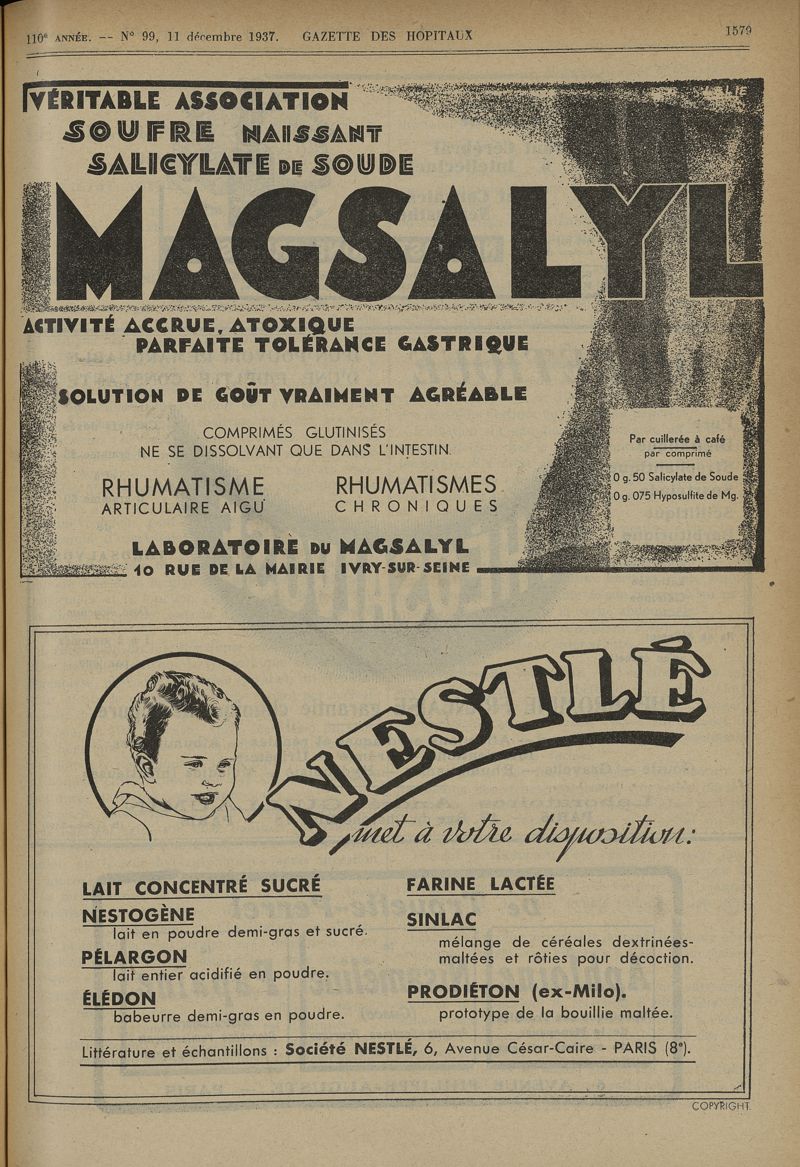 110e ANNÉE. -- N° 99, 11 décembre 1937. GAZETTE DES HOPITAUX 1579
VÉRITABLE ASSOCIATION
SOUFRE NAISSANT
SALICYLATE DE SOUDE
MAGSALYL
ACTIVITÉ ACCRUE, ATOXIQUE
PARFAITE TOLÉRANCE GASTRIQUE
SOLUTION DE GOÛT VRAIMENT AGRÉABLE
COMPRIMÉS GLUTINISÉS
NE SE DISSOLVANT QUE DANS L'INTESTIN.
RHUMATISME
ARTICULAIRE AIGU
RHUMATISMES
CHRONIQUES
Par cuillerée à café
par comprimé
0 g. 50 Salicylate de Soude
0 g. 075 Hyposulfite de Mg.
LABORATOIRE DU MAGSALYL
10 RUE DE LA MAIRIE IVRY-SUR-SEINE
NESTLÉ
met à votre disposition:
LAIT CONCENTRÉ SUCRÉ
NESTOGÈNE
lait en poudre demi-gras et sucré.
PÉLARGON
lait entier acidifié en poudre.
ÉLÉDON
babeurre demi-gras en poudre.
FARINE LACTÉE
SINLAC
mélange de céréales dextrinées-
maltées et rôties pour décoction.
PRODIÉTON (ex-Milo).
prototype de la bouillie maltée.
Littérature et échantillons : Société NESTLÉ, 6, Avenue César-Caire - PARIS (8e).
COPYRIGHT